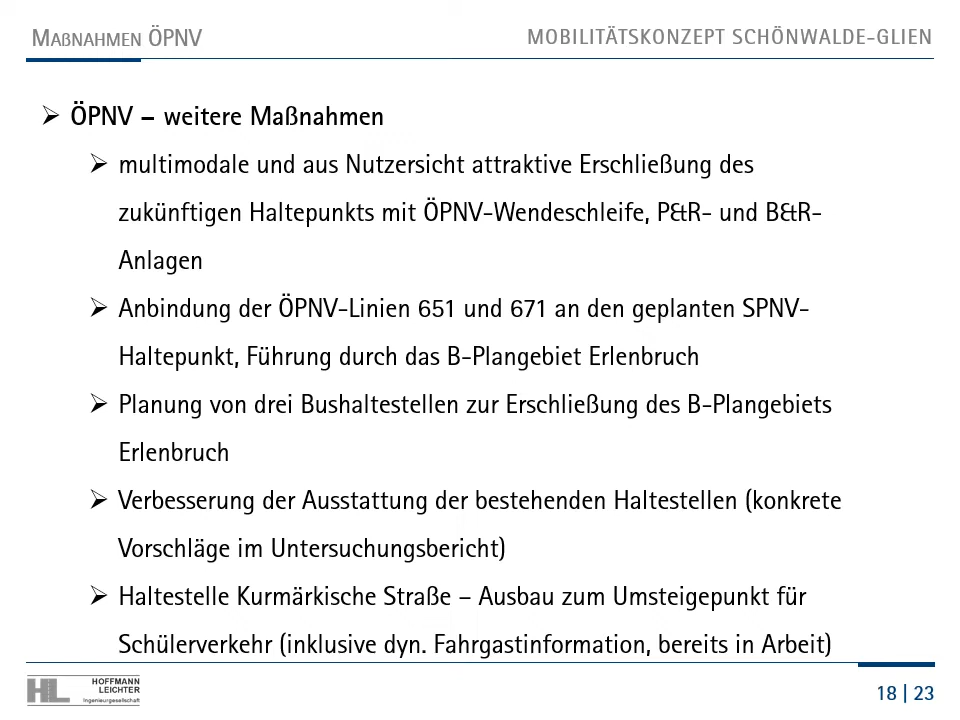 MAßNAHMEN ÖPNV
MOBILITÄTSKONZEPT SCHÖNWALDE-GLIEN
➢ ÖPNV – weitere Maßnahmen
➢ multimodale und aus Nutzersicht attraktive Erschließung des
zukünftigen Haltepunkts mit ÖPNV-Wendeschleife, P&R- und B&R-
Anlagen
➢ Anbindung der ÖPNV-Linien 651 und 671 an den geplanten SPNV-
Haltepunkt, Führung durch das B-Plangebiet Erlenbruch
➢ Planung von drei Bushaltestellen zur Erschließung des B-Plangebiets
Erlenbruch
➢ Verbesserung der Ausstattung der bestehenden Haltestellen (konkrete
Vorschläge im Untersuchungsbericht)
➢ Haltestelle Kurmärkische Straße – Ausbau zum Umsteigepunkt für
Schülerverkehr (inklusive dyn. Fahrgastinformation, bereits in Arbeit)
HL
HOFFMANN
LEICHTER
Ingenieurgesellschaft
18 | 23